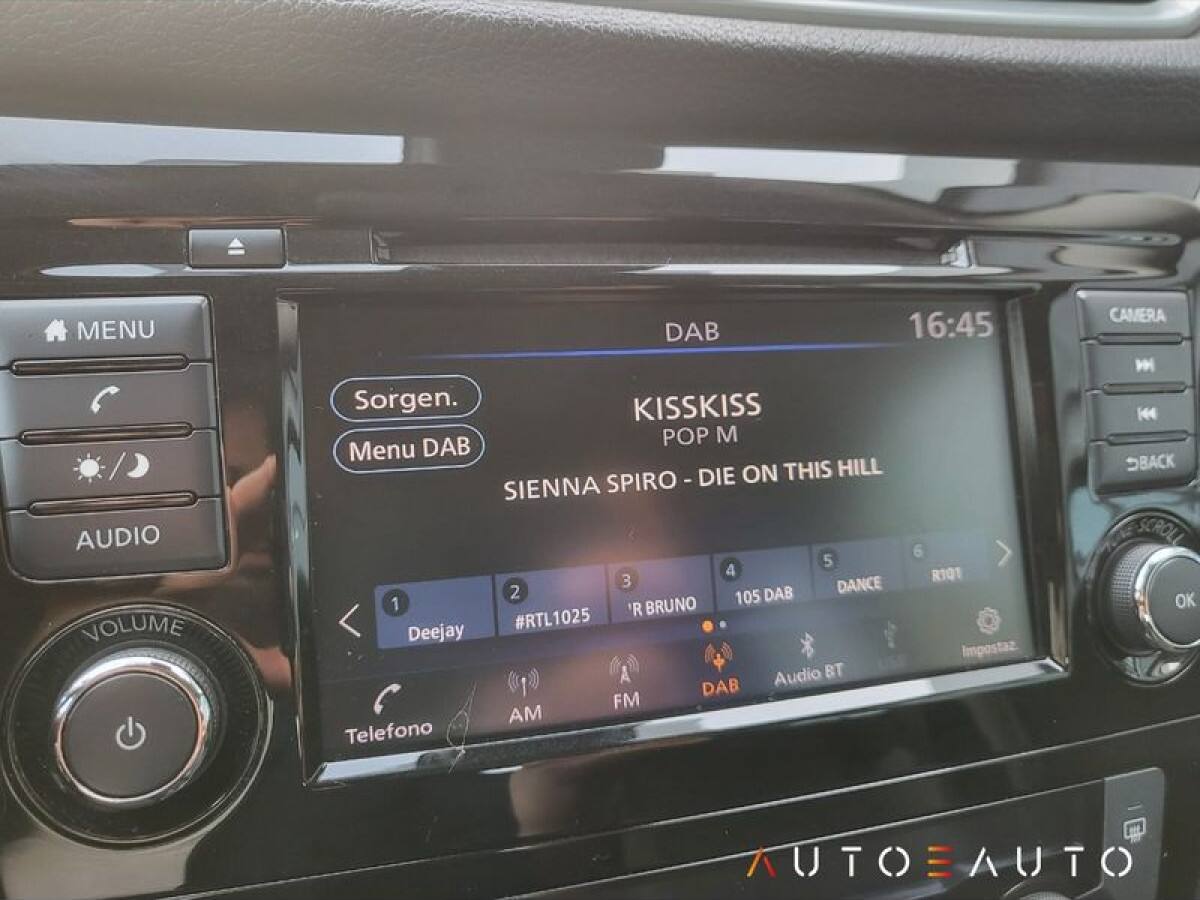 MENU
AUDIO
VOLUME
DAB
16:45
Sorgen.
Menu DAB
KISSKISS
POP M
SIENNA SPIRO - DIE ON THIS HILL
1 Deejay
2 #RTL1025
3 'R BRUNO
4 105 DAB
5 DANCE
6 R101
Telefono
AM
FM
DAB
Audio BT
Impostaz.
CAMERA
BACK
OK
AUTOEAUTO